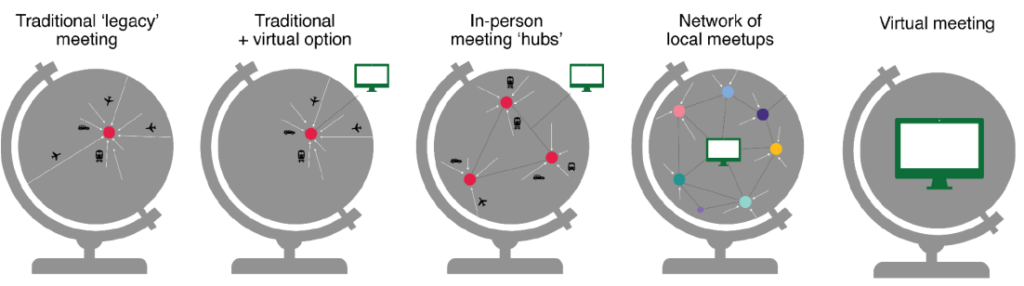 Traditional ‘legacy’
meeting
Traditional
+ virtual option
In-person
meeting ‘hubs’
Network of
local meetups
Virtual meeting